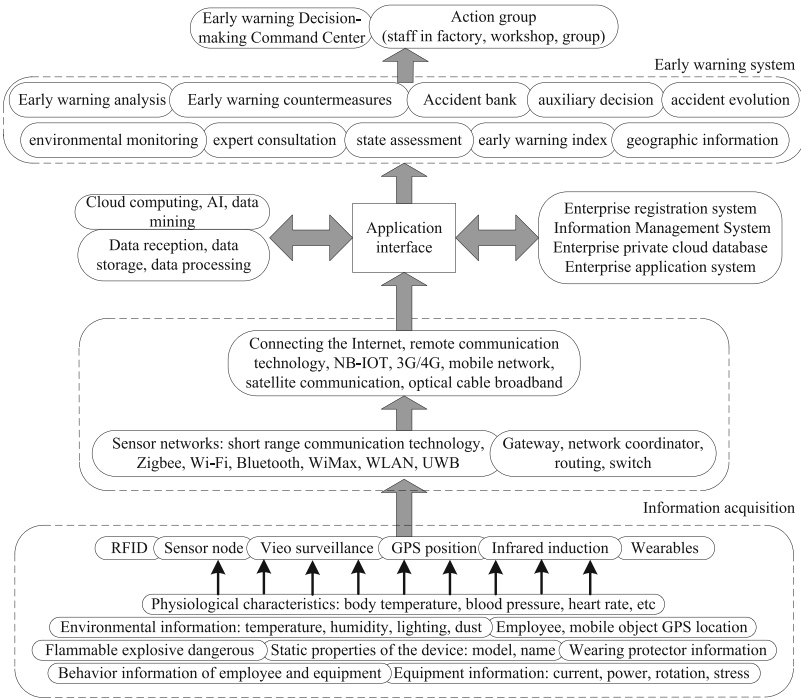 Early warning Decision-
making Command Center
Action group
(staff in factory, workshop, group)
Early warning system
Early warning analysis
Early warning countermeasures
Accident bank
auxiliary decision
accident evolution
environmental monitoring
expert consultation
state assessment
early warning index
geographic information
Cloud computing, AI, data
mining
Data reception, data
storage, data processing
Application
interface
Enterprise registration system
Information Management System
Enterprise private cloud database
Enterprise application system
Connecting the Internet, remote communication
technology, NB-IOT, 3G/4G, mobile network,
satellite communication, optical cable broadband
Sensor networks: short range communication technology,
Zigbee, Wi-Fi, Bluetooth, WiMax, WLAN, UWB
Gateway, network coordinator,
routing, switch
Information acquisition
RFID
Sensor node
Vieo surveillance
GPS position
Infrared induction
Wearables
Physiological characteristics: body temperature, blood pressure, heart rate, etc
Environmental information: temperature, humidity, lighting, dust
Employee, mobile object GPS location
Flammable explosive dangerous
Static properties of the device: model, name
Wearing protector information
Behavior information of employee and equipment
Equipment information: current, power, rotation, stress